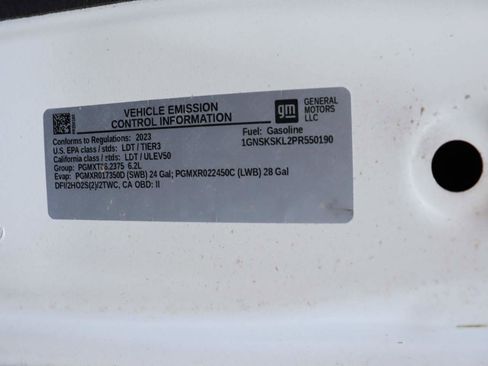 VEHICLE EMISSION
CONTROL INFORMATION
gm
GENERAL
MOTORS
LLC
Conforms to Regulations: 2023
Fuel: Gasoline
U.S. EPA class / stds: LDT / TIER3
1GNSKSKL2PR550190
California class / stds: LDT / ULEV50
Group: 6.2L
Evap: PGMXR017350D (SWB) 24 Gal; PGMXR022450C (LWB) 28 Gal
DFI/2HO2S(2)/2TWC, CA OBD: II